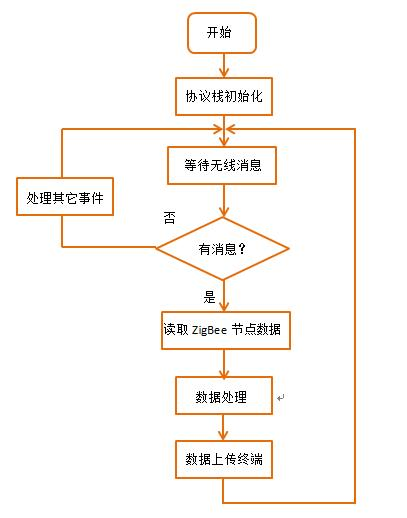 开始
协议栈初始化
等待无线消息
处理其它事件
否
有消息？
是
读取 ZigBee 节点数据
数据处理
数据上传终端